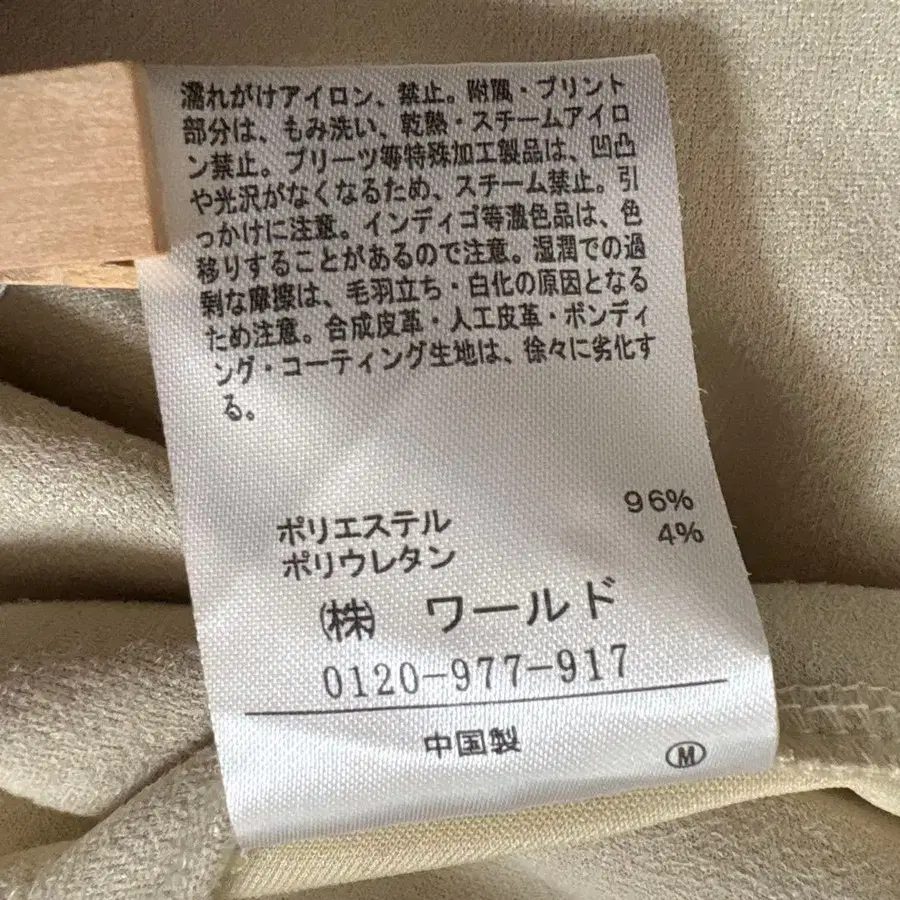 濡れがけアイロン、禁止。附属・プリント
部分は、もみ洗い、乾熱・スチームアイロ
ン禁止。プリーツ等特殊加工製品は、凹凸
や光沢がなくなるため、スチーム禁止。引
っかけに注意。インディゴ等濃色品は、色
移りすることがあるので注意。湿潤での過
剰な摩擦は、毛羽立ち・白化の原因となる
ため注意。合成皮革・人工皮革・ボンディ
ング・コーティング生地は、徐々に劣化す
る。
ポリエステル 96%
ポリウレタン 4%
㈱ ワールド
0120-977-917
中国製
Ⓜ